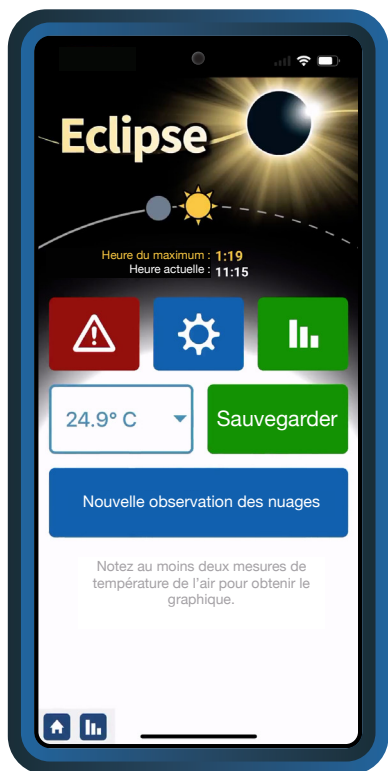 Eclipse
Heure du maximum : 1:19
Heure actuelle : 11:15
24.9° C
Sauvegarder
Nouvelle observation des nuages
Notez au moins deux mesures de
température de l’air pour obtenir le
graphique.